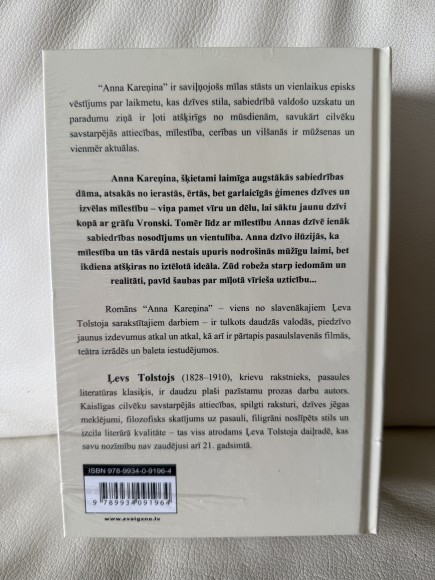 “Anna Kareņina” ir saviļņojošs mīlas stāsts un vienlaikus episks
vēstījums par laikmetu, kas dzīves stila, sabiedrībā valdošo uzskatu un
paradumu ziņā ir ļoti atšķirīgs no mūsdienām, savukārt cilvēku
savstarpējās attiecības, mīlestība, cerības un vilšanās ir mūžsenas un
vienmēr aktuālas.
Anna Kareņina, šķietami laimīga augstākās sabiedrības
dāma, atsakās no ierastās, ērtās, bet garlaicīgās ģimenes dzīves un
izvēlas mīlestību – viņa pamet vīru un dēlu, lai sāktu jaunu dzīvi
kopā ar grāfu Vronski. Tomēr līdz ar mīlestību Annas dzīvē ienāk
sabiedrības nosodījums un vientulība. Anna dzīvo ilūzijās, ka
mīlestība un tās vārdā nestais upuris nodrošinās mūžīgu laimi, bet
ikdiena atšķiras no iztēlotā ideāla. Zūd robeža starp iedomām un
realitāti, pavīd šaubas par mīļotā vīrieša uzticību...
Romāns “Anna Kareņina” – viens no slavenākajiem Ļeva
Tolstoja sarakstītajiem darbiem – ir tulkots daudzās valodās, piedzīvo
jaunus izdevumus atkal un atkal, kā arī ir pārtapis pasaulslavenās filmās,
teātra izrādēs un baleta iestudējumos.
Ļevs Tolstojs (1828–1910), krievu rakstnieks, pasaules
literatūras klasiķis, ir daudzu plaši pazīstamu prozas darbu autors.
Kaislīgas cilvēku savstarpējās attiecības, spilgti raksturi, dzīves jēgas
meklējumi, filozofisks skatījums uz pasauli, filigrāni noslīpēts stils un
izcila literārā kvalitāte – tas viss atrodams Ļeva Tolstoja daiļradē, kas
savu nozīmību nav zaudējusi arī 21. gadsimtā.
ISBN 978-9934-0-9196-4
9 789934 091964
www.zvaigzne.lv